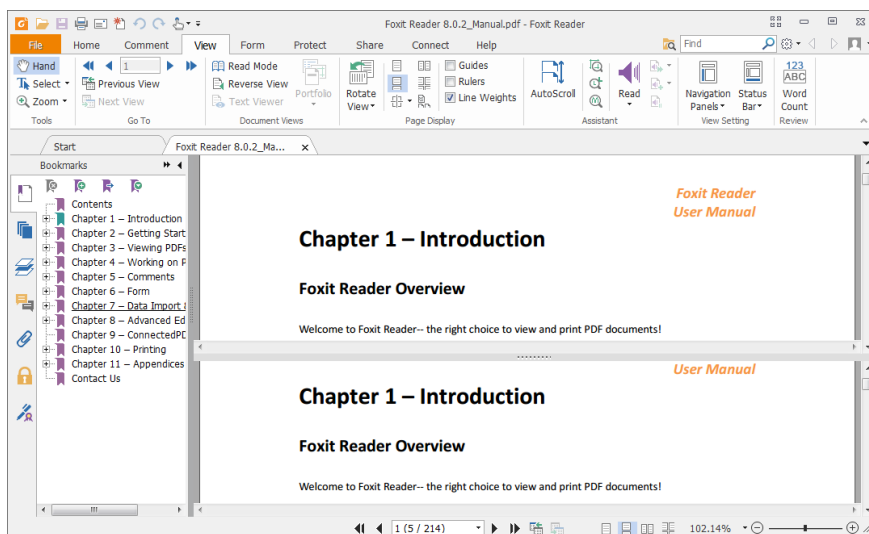 Foxit Reader 8.0.2_Manual.pdf - Foxit Reader
File Home Comment View Form Protect Share Connect Help Find
Hand 1 Read Mode Guides 123
Select Previous View Reverse View Rulers ABC
Zoom Next View Text Viewer Portfolio Rotate View Line Weights AutoScroll Read Navigation Panels Status Bar Word Count
Tools Go To Document Views Page Display Assistant View Setting Review
Start Foxit Reader 8.0.2_Ma... x
Bookmarks
Contents
Chapter 1 – Introduction
Chapter 2 – Getting Start
Chapter 3 – Viewing PDFs
Chapter 4 – Working on P
Chapter 5 – Comments
Chapter 6 – Form
Chapter 7 – Data Import &
Chapter 8 – Advanced Ed
Chapter 9 – ConnectedPD
Chapter 10 – Printing
Chapter 11 – Appendices
Contact Us
Foxit Reader
User Manual
Chapter 1 – Introduction
Foxit Reader Overview
Welcome to Foxit Reader-- the right choice to view and print PDF documents!
User Manual
Chapter 1 – Introduction
Foxit Reader Overview
Welcome to Foxit Reader-- the right choice to view and print PDF documents!
1 (5 / 214) 102.14%